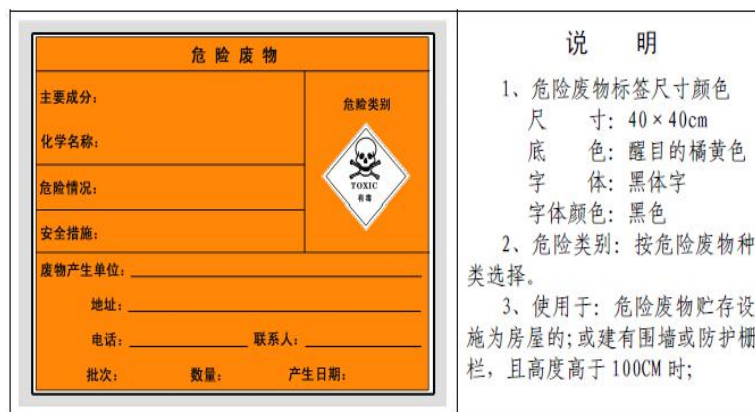 危险废物
主要成分：
化学名称：
危险类别
TOXIC
有毒
危险情况：
安全措施：
废物产生单位：
地址：
电话： 联系人：
批次： 数量： 产生日期：
说 明
1、危险废物标签尺寸颜色
尺 寸：40×40cm
底 色：醒目的橘黄色
字 体：黑体字
字体颜色：黑色
2、危险类别：按危险废物种
类选择。
3、使用于：危险废物贮存设
施为房屋的；或建有围墙或防护栅
栏，且高度高于100CM时；